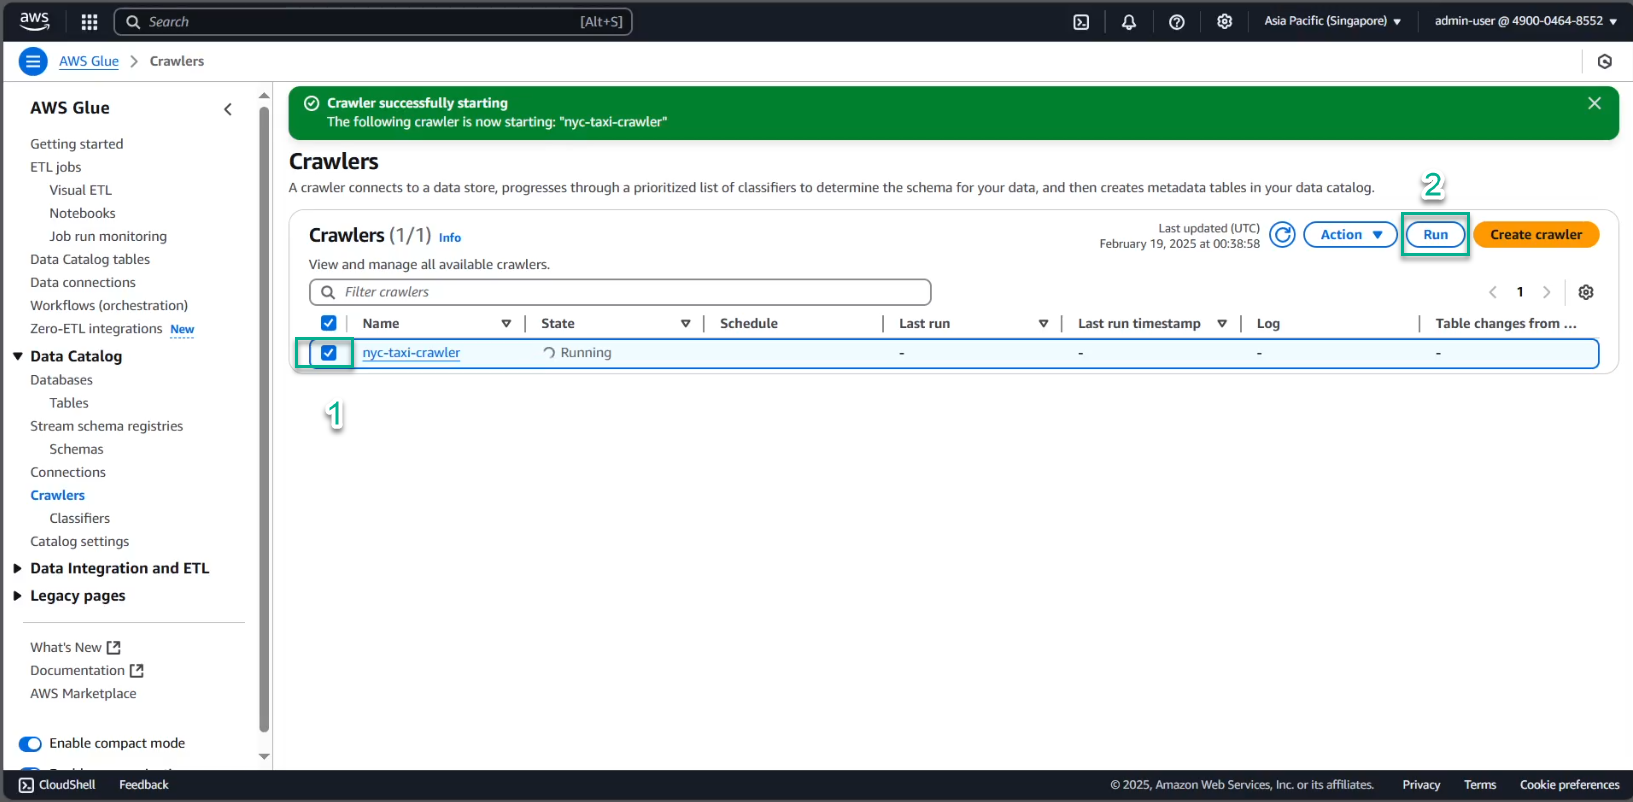 aws
Search
[Alt+S]
Asia Pacific (Singapore)
admin-user @ 4900-0464-8552
AWS Glue
Crawlers
AWS Glue
Getting started
ETL jobs
Visual ETL
Notebooks
Job run monitoring
Data Catalog tables
Data connections
Workflows (orchestration)
Zero-ETL integrations New
Data Catalog
Databases
Tables
Stream schema registries
Schemas
Connections
Crawlers
Classifiers
Catalog settings
Data Integration and ETL
Legacy pages
What's New
Documentation
AWS Marketplace
Enable compact mode
Crawler successfully starting
The following crawler is now starting: "nyc-taxi-crawler"
Crawlers
A crawler connects to a data store, progresses through a prioritized list of classifiers to determine the schema for your data, and then creates metadata tables in your data catalog.
2
Crawlers (1/1) Info
Last updated (UTC)
February 19, 2025 at 00:38:58
Action
Run
Create crawler
View and manage all available crawlers.
Filter crawlers
1
Name State Schedule Last run Last run timestamp Log Table changes from ...
nyc-taxi-crawler Running - - - -
1
CloudShell
Feedback
© 2025, Amazon Web Services, Inc. or its affiliates.
Privacy
Terms
Cookie preferences